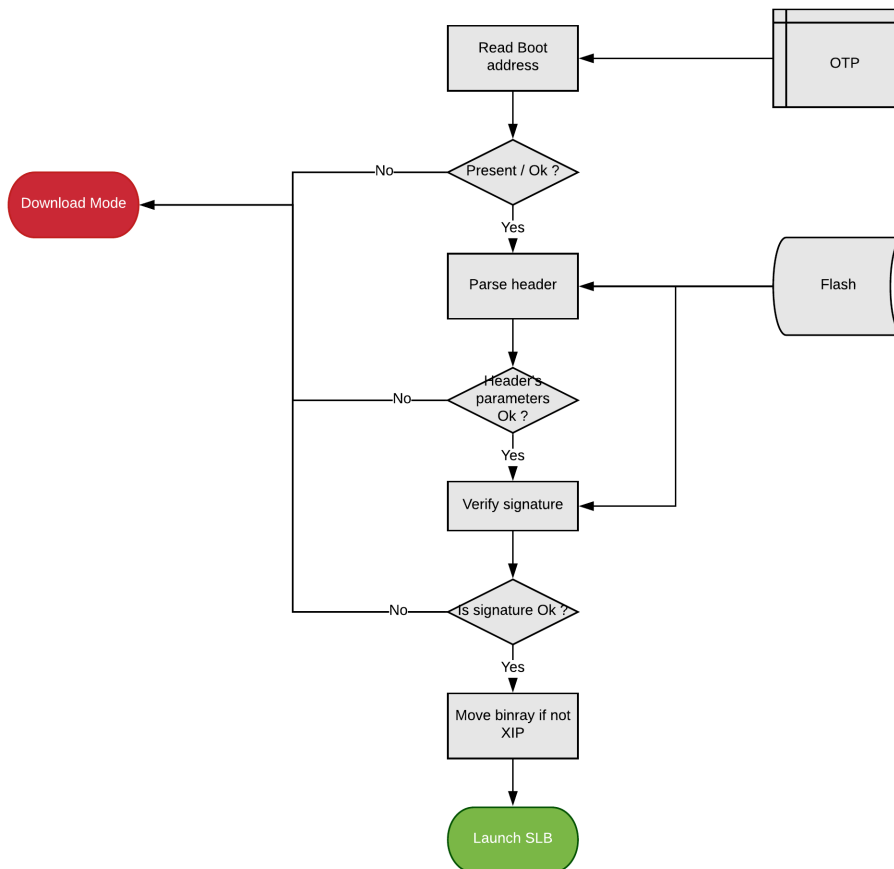 Read Boot
address
OTP
Present / Ok ?
No
Download Mode
Yes
Parse header
Flash
Header's
parameters
Ok ?
No
Yes
Verify signature
Is signature Ok ?
No
Yes
Move binray if not
XIP
Launch SLB